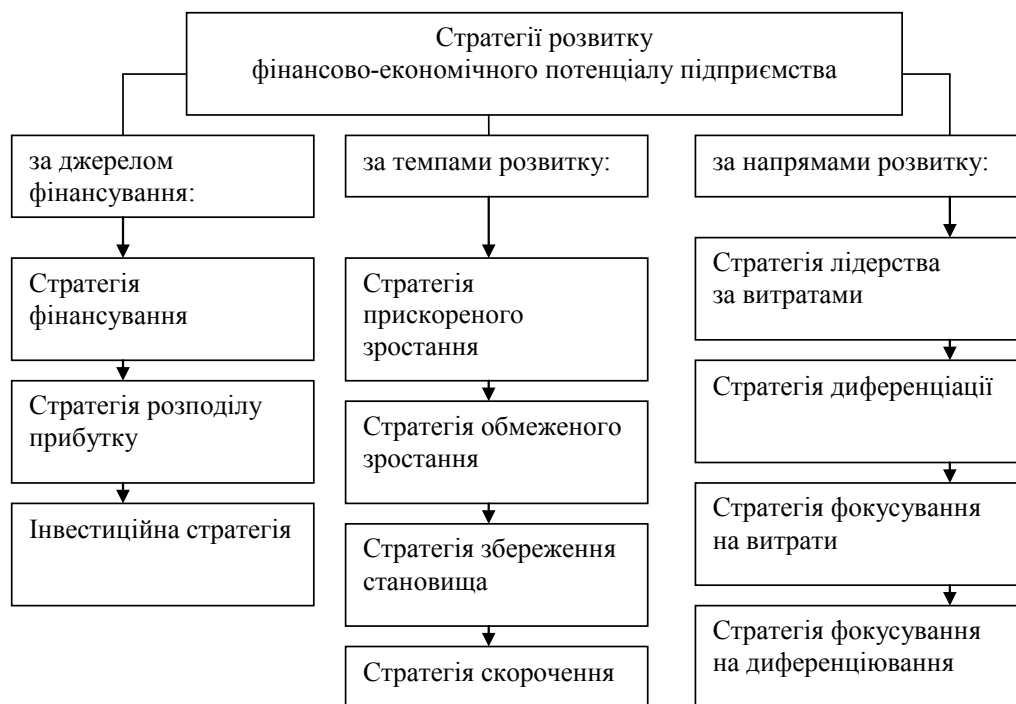 Стратегії розвитку
фінансово-економічного потенціалу підприємства
за джерелом
фінансування:
Стратегія
фінансування
Стратегія розподілу
прибутку
Інвестиційна стратегія
за темпами розвитку:
Стратегія
прискореного
зростання
Стратегія обмеженого
зростання
Стратегія збереження
становища
Стратегія скорочення
за напрямами розвитку:
Стратегія лідерства
за витратами
Стратегія диференціації
Стратегія фокусування
на витрати
Стратегія фокусування
на диференціювання